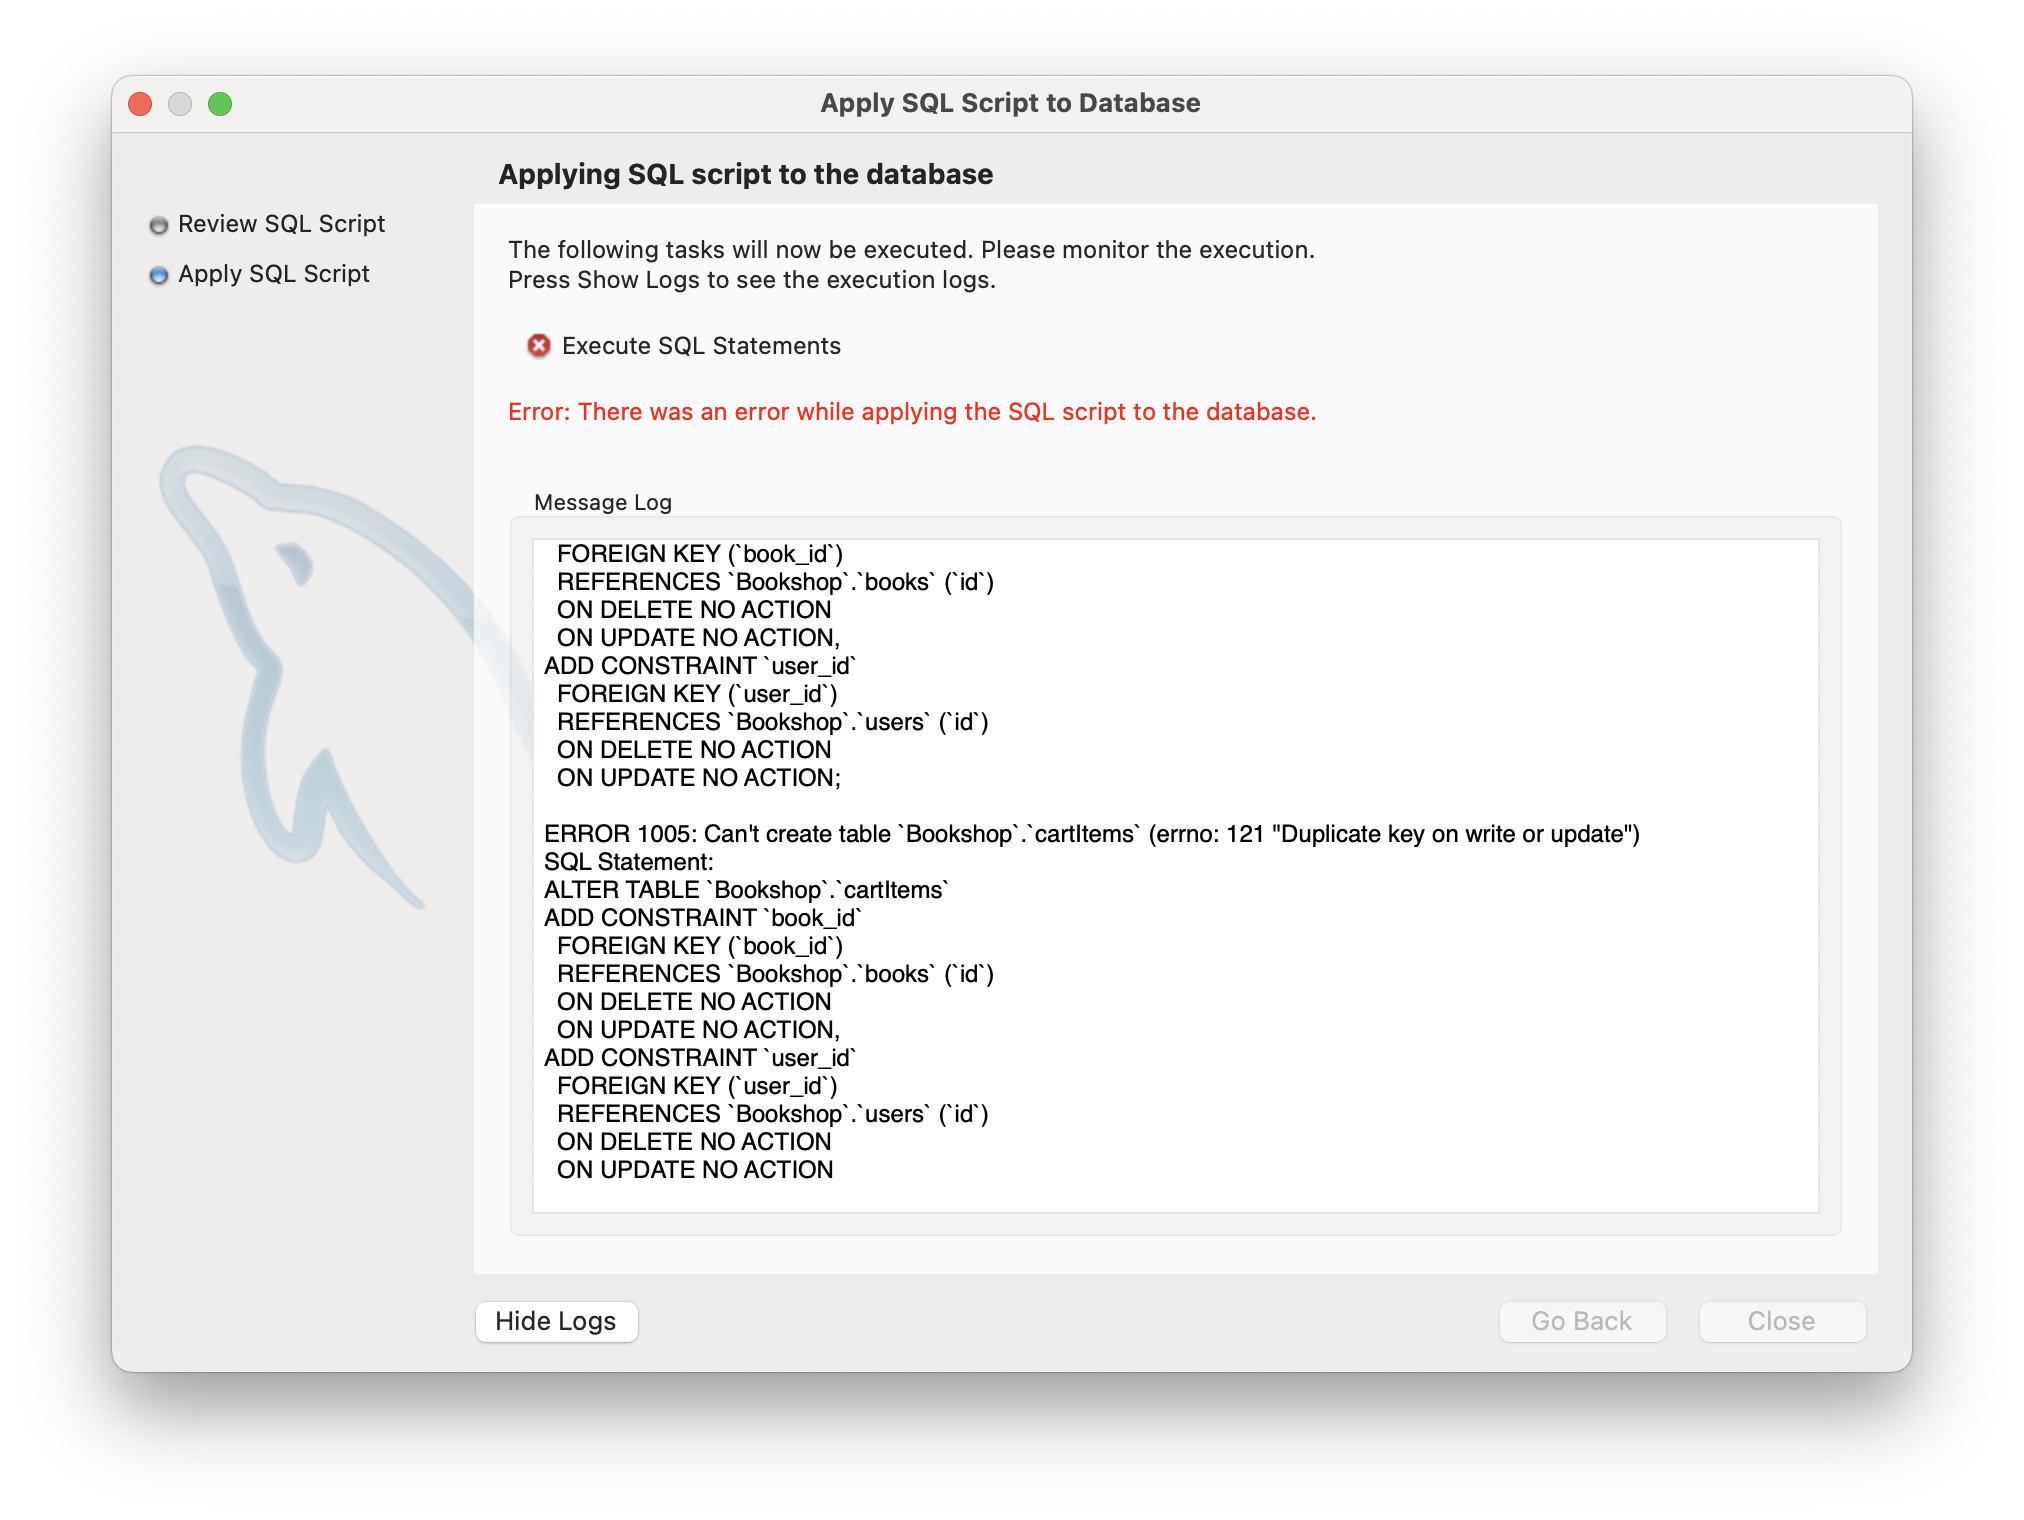 Apply SQL Script to Database
Applying SQL script to the database
Review SQL Script
Apply SQL Script
The following tasks will now be executed. Please monitor the execution.
Press Show Logs to see the execution logs.
Execute SQL Statements
Error: There was an error while applying the SQL script to the database.
Message Log
FOREIGN KEY (`book_id`)
REFERENCES `Bookshop`.`books` (`id`)
ON DELETE NO ACTION
ON UPDATE NO ACTION,
ADD CONSTRAINT `user_id`
FOREIGN KEY (`user_id`)
REFERENCES `Bookshop`.`users` (`id`)
ON DELETE NO ACTION
ON UPDATE NO ACTION;
ERROR 1005: Can't create table `Bookshop`.`cartItems` (errno: 121 "Duplicate key on write or update")
SQL Statement:
ALTER TABLE `Bookshop`.`cartItems`
ADD CONSTRAINT `book_id`
FOREIGN KEY (`book_id`)
REFERENCES `Bookshop`.`books` (`id`)
ON DELETE NO ACTION
ON UPDATE NO ACTION,
ADD CONSTRAINT `user_id`
FOREIGN KEY (`user_id`)
REFERENCES `Bookshop`.`users` (`id`)
ON DELETE NO ACTION
ON UPDATE NO ACTION
Hide Logs
Go Back
Close